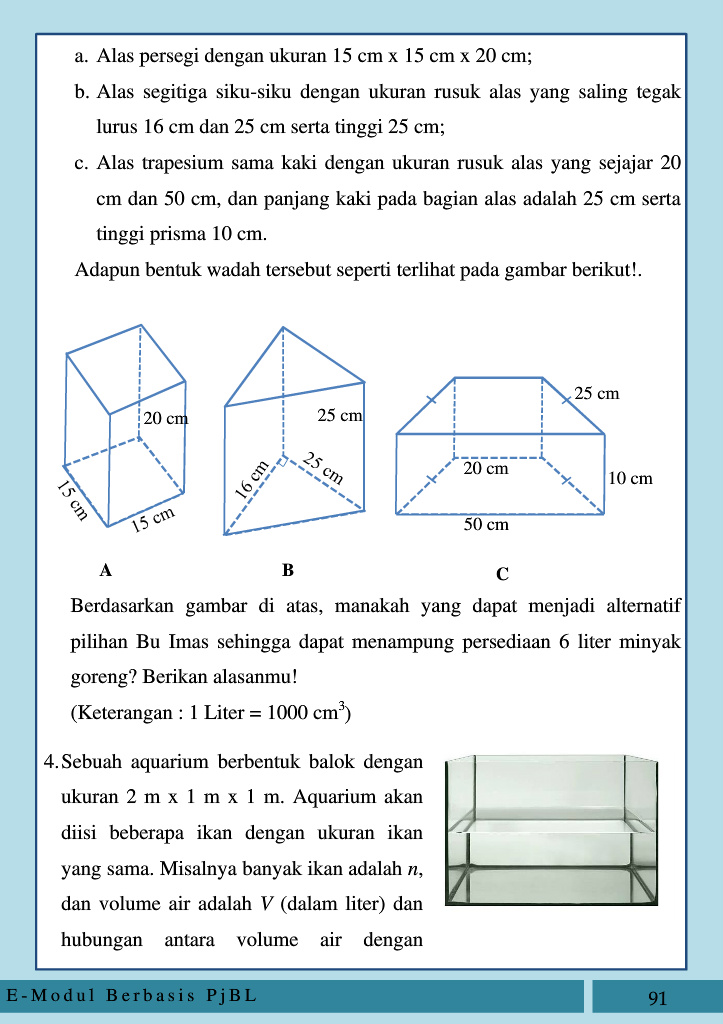 a. Alas persegi dengan ukuran 15 cm x 15 cm x 20 cm;
b. Alas segitiga siku-siku dengan ukuran rusuk alas yang saling tegak
lurus 16 cm dan 25 cm serta tinggi 25 cm;
c. Alas trapesium sama kaki dengan ukuran rusuk alas yang sejajar 20
cm dan 50 cm, dan panjang kaki pada bagian alas adalah 25 cm serta
tinggi prisma 10 cm.
Adapun bentuk wadah tersebut seperti terlihat pada gambar berikut!.
20 cm
15 cm
15 cm
A
25 cm
16 cm
25 cm
B
25 cm
20 cm
10 cm
50 cm
C
Berdasarkan gambar di atas, manakah yang dapat menjadi alternatif
pilihan Bu Imas sehingga dapat menampung persediaan 6 liter minyak
goreng? Berikan alasanmu!
(Keterangan : 1 Liter = 1000 cm³)
4. Sebuah aquarium berbentuk balok dengan
ukuran 2 m x 1 m x 1 m. Aquarium akan
diisi beberapa ikan dengan ukuran ikan
yang sama. Misalnya banyak ikan adalah n,
dan volume air adalah V (dalam liter) dan
hubungan antara volume air dengan
E-Modul Berbasis PjBL
91